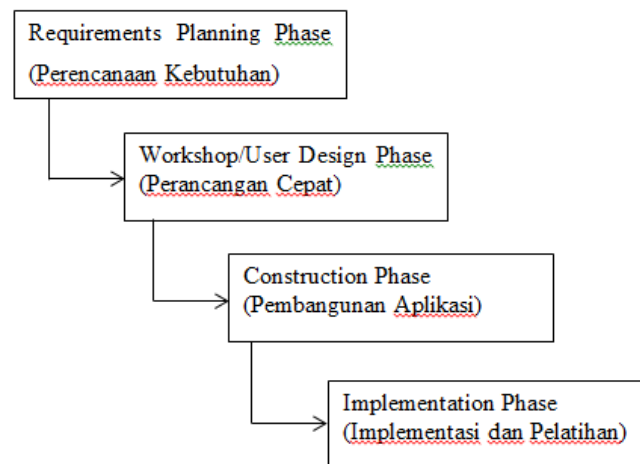 Requirements Planning Phase
(Perencanaan Kebutuhan)
Workshop/User Design Phase
(Perancangan Cepat)
Construction Phase
(Pembangunan Aplikasi)
Implementation Phase
(Implementasi dan Pelatihan)